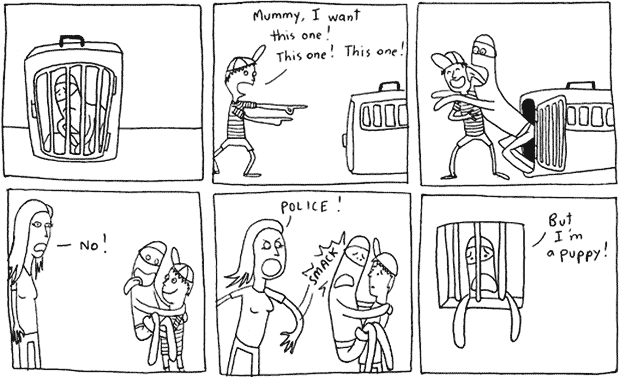 Mummy, I want
this one!
This one! This one!
No!
POLICE!
SMACK
But
I'm
a puppy!